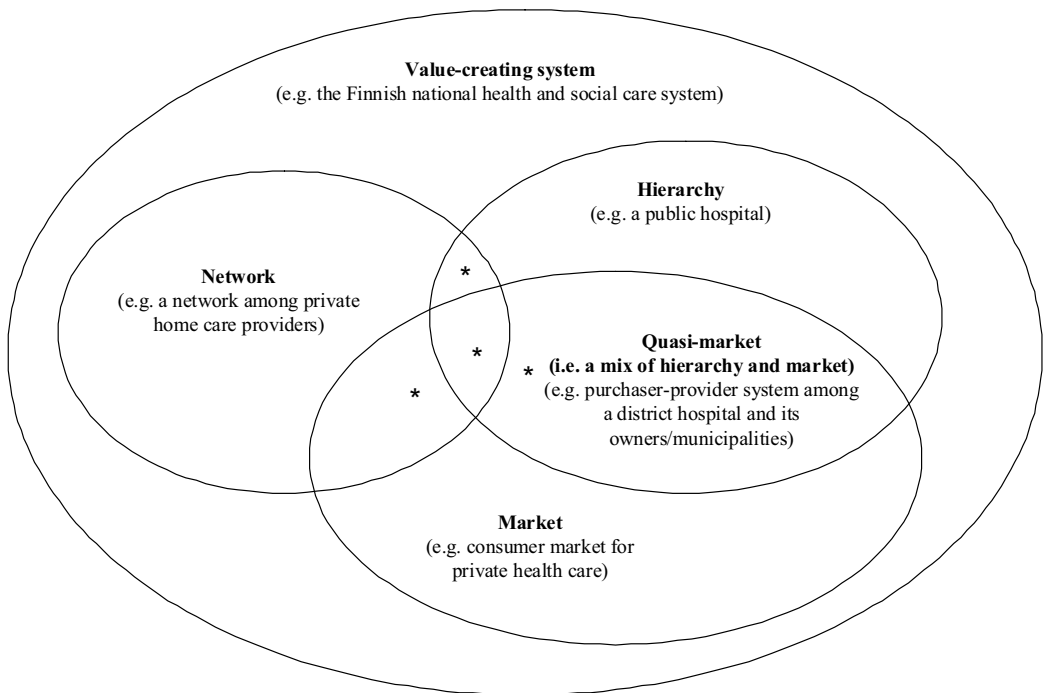 Value-creating system
(e.g. the Finnish national health and social care system)
Hierarchy
(e.g. a public hospital)
Network
(e.g. a network among private
home care providers)
*
*
*
*
Quasi-market
(i.e. a mix of hierarchy and market)
(e.g. purchaser-provider system among
a district hospital and its
owners/municipalities)
Market
(e.g. consumer market for
private health care)